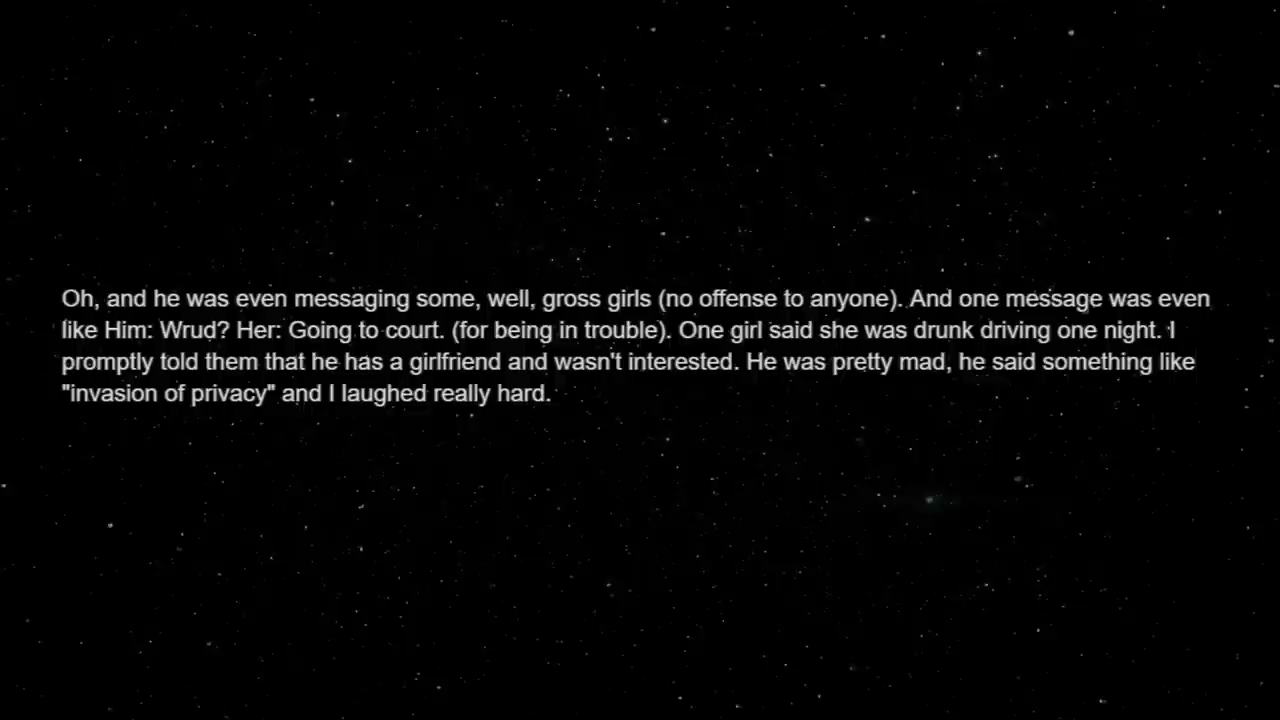 Oh, and he was even messaging some, well, gross girls (no offense to anyone). And one message was even
like Him: Wrud? Her: Going to court. (for being in trouble). One girl said she was drunk driving one night. I
promptly told them that he has a girlfriend and wasn't interested. He was pretty mad, he said something like
"invasion of privacy" and I laughed really hard.